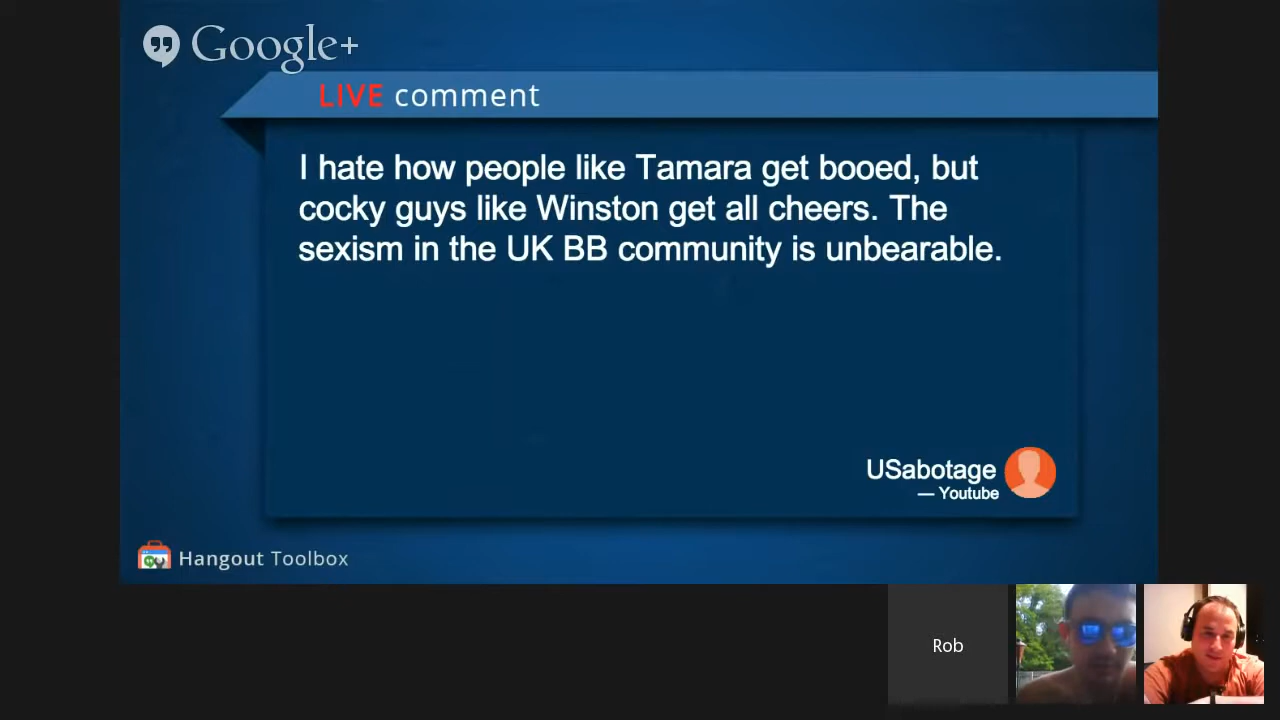 Google+
LIVE comment
I hate how people like Tamara get booed, but
cocky guys like Winston get all cheers. The
sexism in the UK BB community is unbearable.
USabotage
— Youtube
Hangout Toolbox
Rob